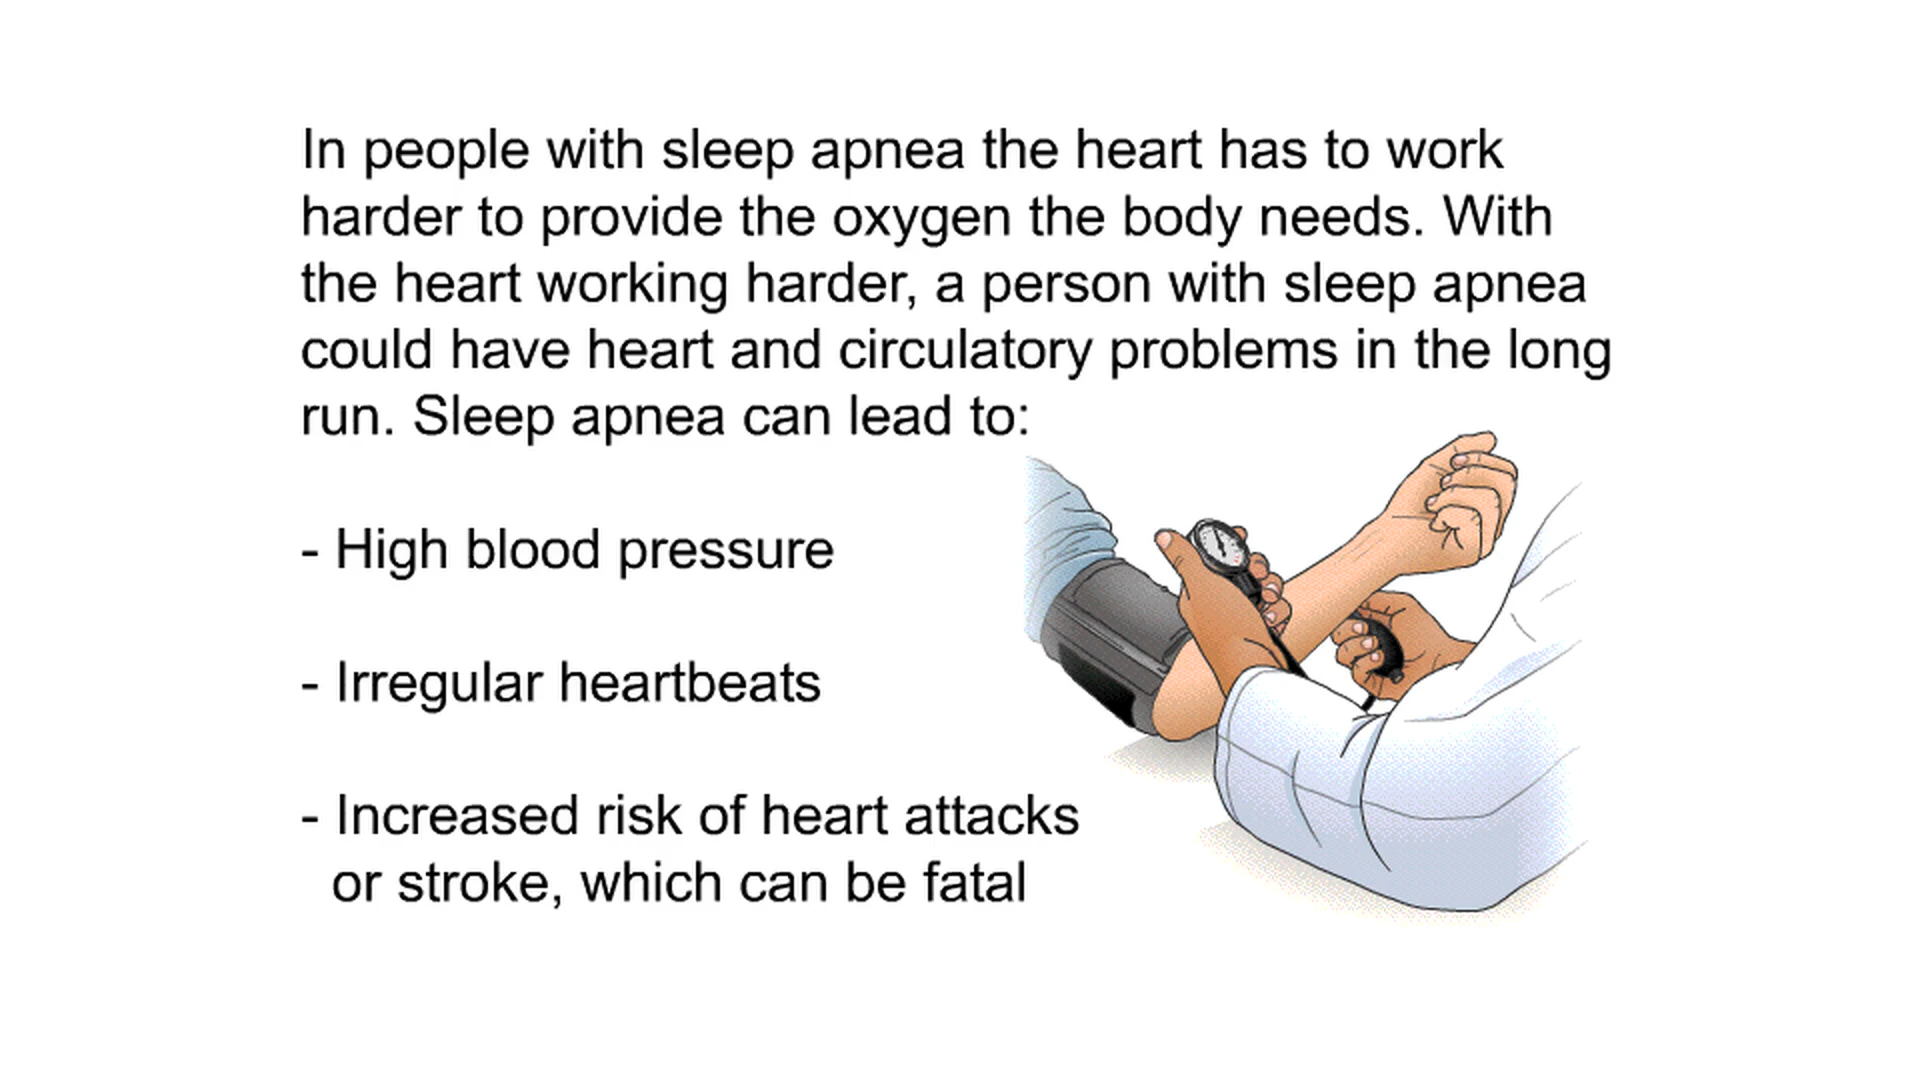 In people with sleep apnea the heart has to work
harder to provide the oxygen the body needs. With
the heart working harder, a person with sleep apnea
could have heart and circulatory problems in the long
run. Sleep apnea can lead to:
- High blood pressure
- Irregular heartbeats
- Increased risk of heart attacks
or stroke, which can be fatal